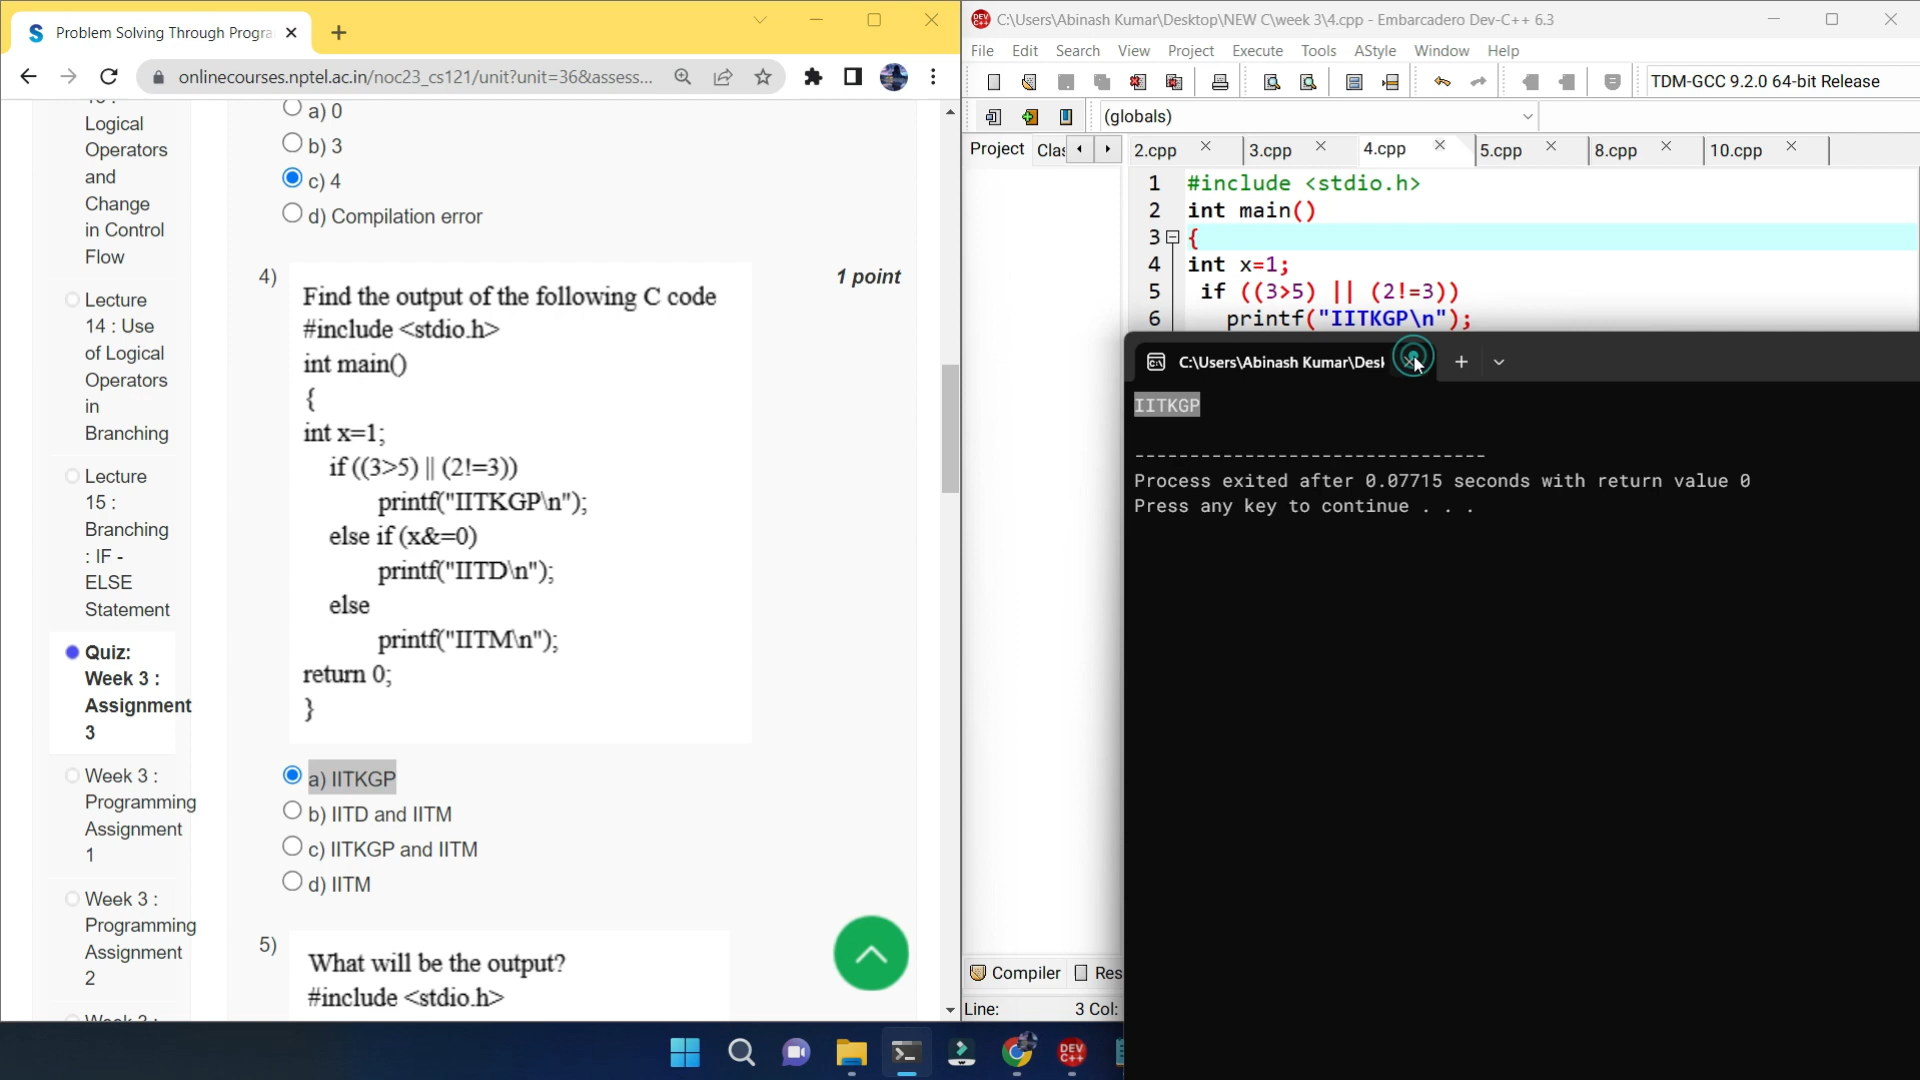 Problem Solving Through Progra
onlinecourses.nptel.ac.in/noc23_cs121/unit?unit=36&assess...
Logical
Operators
and
Change
in Control
Flow
Lecture
14 : Use
of Logical
Operators
in
Branching
Lecture
15 :
Branching
: IF -
ELSE
Statement
Quiz:
Week 3 :
Assignment
3
Week 3 :
Programming
Assignment
1
Week 3 :
Programming
Assignment
2
a) 0
b) 3
c) 4
d) Compilation error
4)
1 point
Find the output of the following C code
#include <stdio.h>
int main()
{
int x=1;
if ((3>5) || (2!=3))
printf("IITKGP\n");
else if (x&=0)
printf("IITD\n");
else
printf("IITM\n");
return 0;
}
a) IITKGP
b) IITD and IITM
c) IITKGP and IITM
d) IITM
5)
What will be the output?
#include <stdio.h>
C:\Users\Abinash Kumar\Desktop\NEW C\week 3\4.cpp - Embarcadero Dev-C++ 6.3
File Edit Search View Project Execute Tools AStyle Window Help
TDM-GCC 9.2.0 64-bit Release
(globals)
Project Clas 2.cpp 3.cpp 4.cpp 5.cpp 8.cpp 10.cpp
1 #include <stdio.h>
2 int main()
3 {
4 int x=1;
5 if ((3>5) || (2!=3))
6 printf("IITKGP\n");
C:\Users\Abinash Kumar\Desk
IITKGP
--------------------------------
Process exited after 0.07715 seconds with return value 0
Press any key to continue . . .
Compiler Res
Line: 3 Col:
DEV
C++